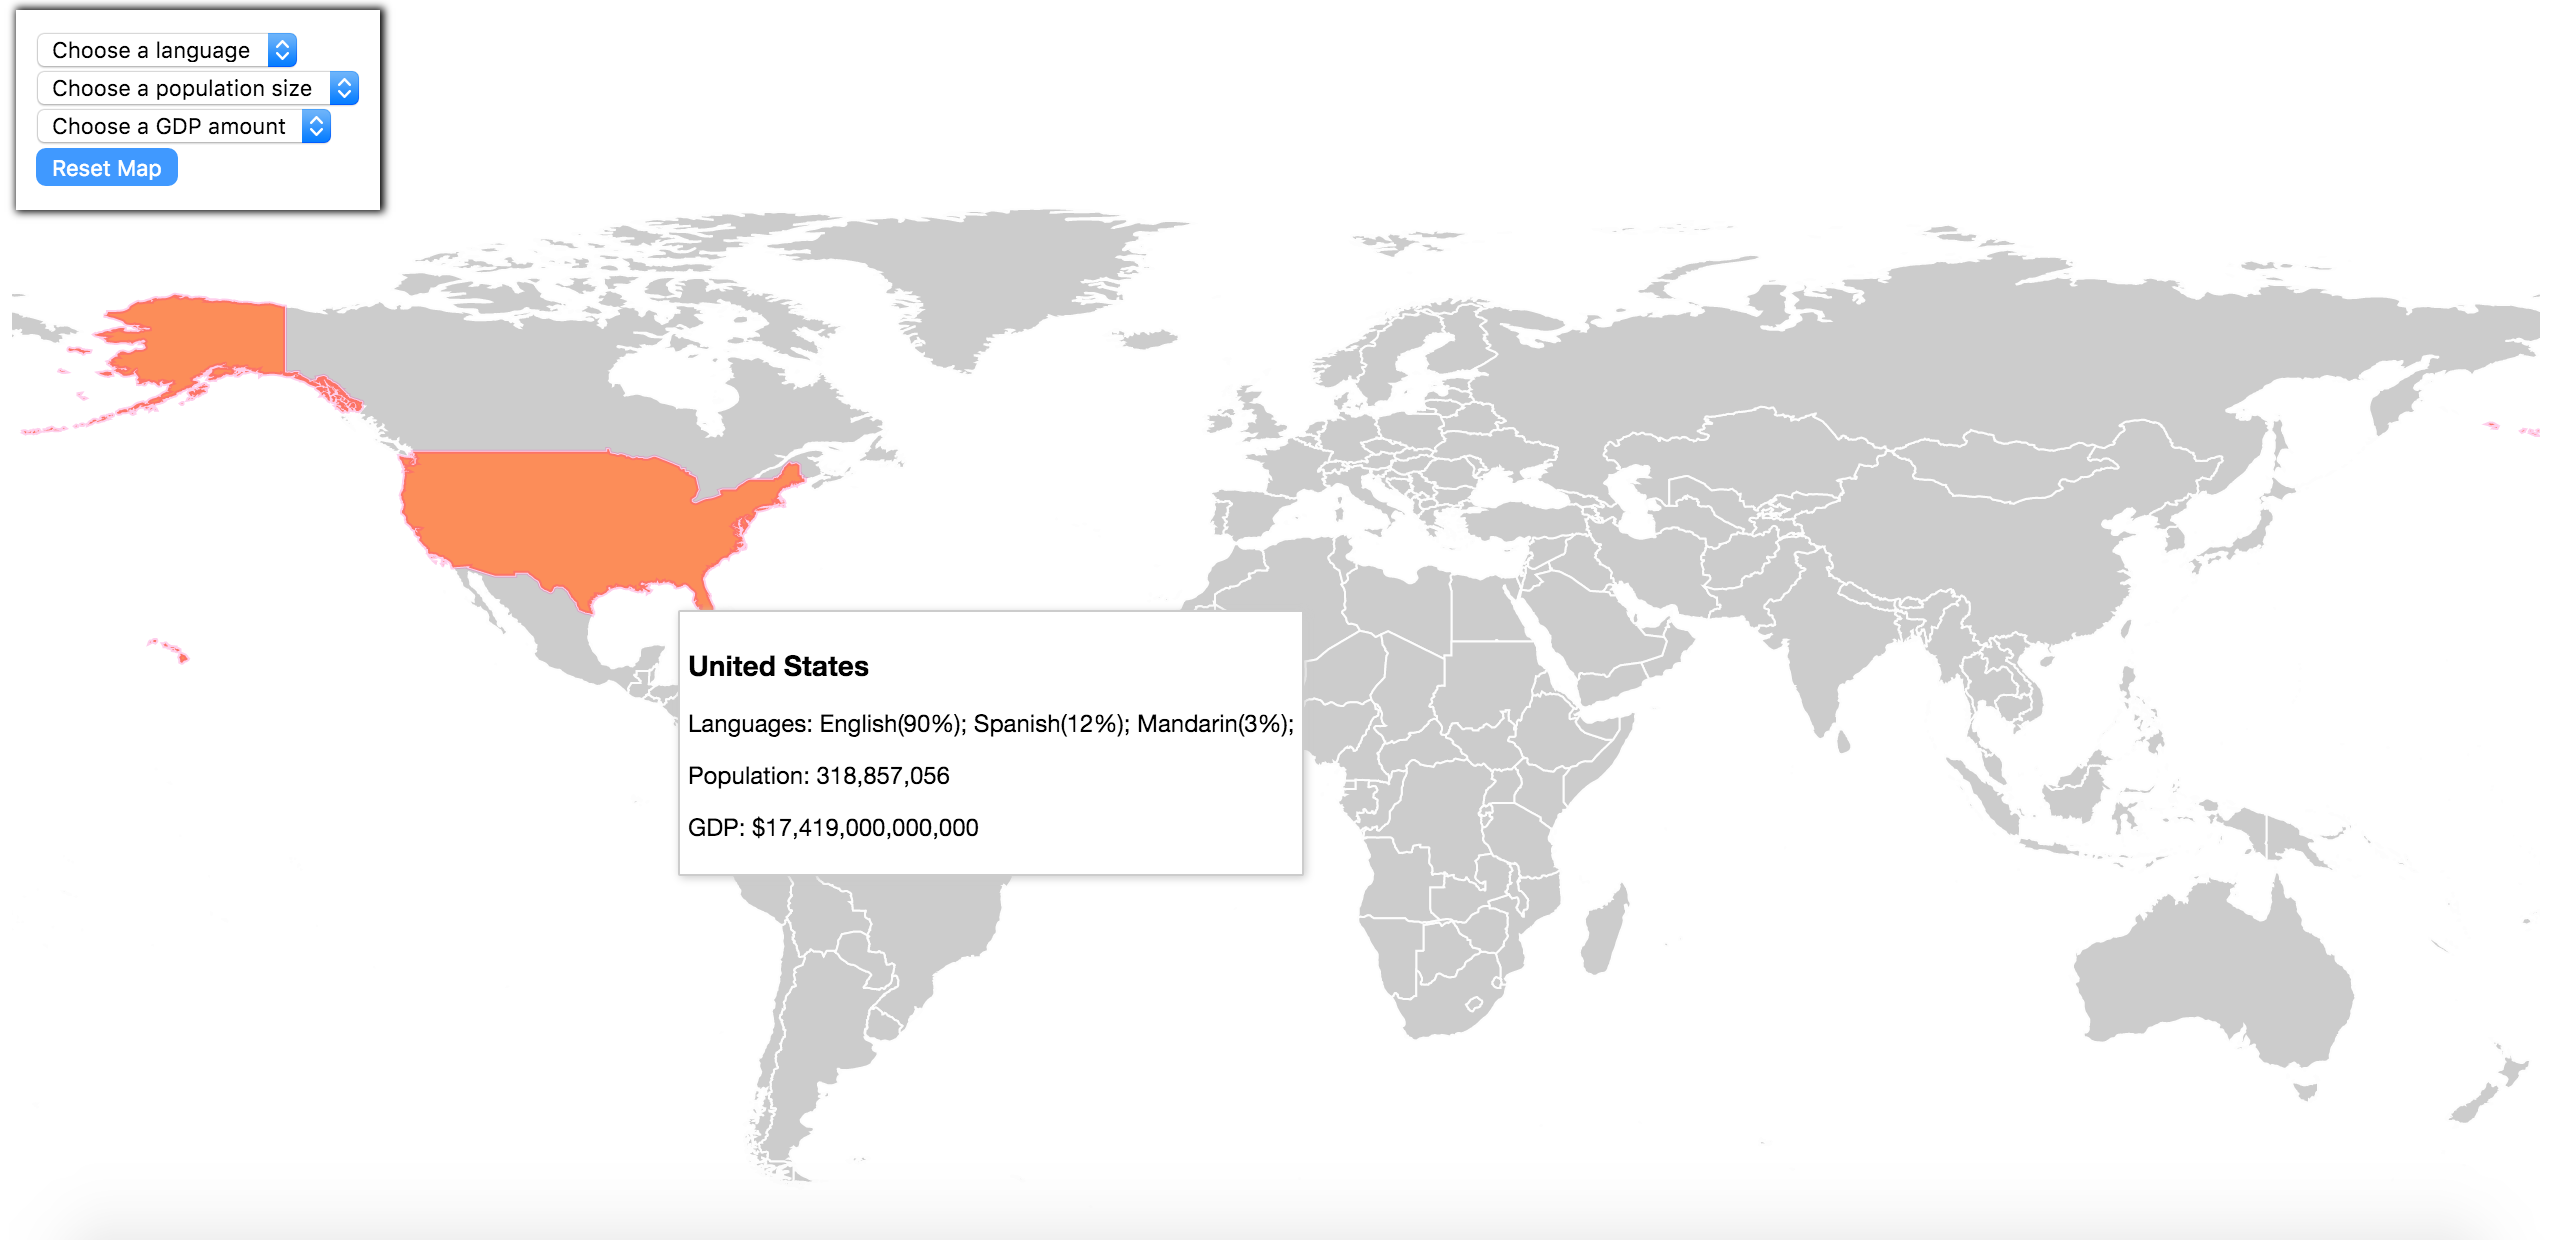 Choose a language
Choose a population size
Choose a GDP amount
Reset Map
United States
Languages: English(90%); Spanish(12%); Mandarin(3%);
Population: 318,857,056
GDP: $17,419,000,000,000